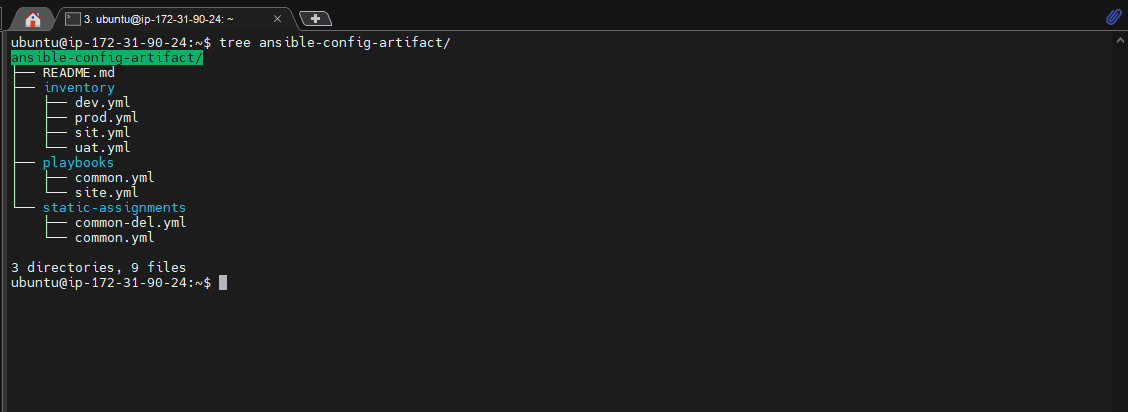 3. ubuntu@ip-172-31-90-24: ~
ubuntu@ip-172-31-90-24:~$ tree ansible-config-artifact/
ansible-config-artifact/
├── README.md
├── inventory
│   ├── dev.yml
│   ├── prod.yml
│   ├── sit.yml
│   └── uat.yml
├── playbooks
│   ├── common.yml
│   └── site.yml
└── static-assignments
    ├── common-del.yml
    └── common.yml
3 directories, 9 files
ubuntu@ip-172-31-90-24:~$